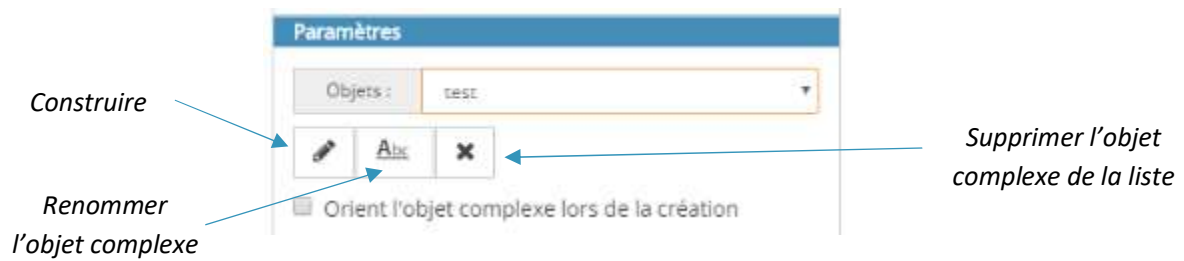 Paramètres
Objets : test
Construire
Abc
Supprimer l'objet
complexe de la liste
Orient l'objet complexe lors de la création
Renommer
l'objet complexe